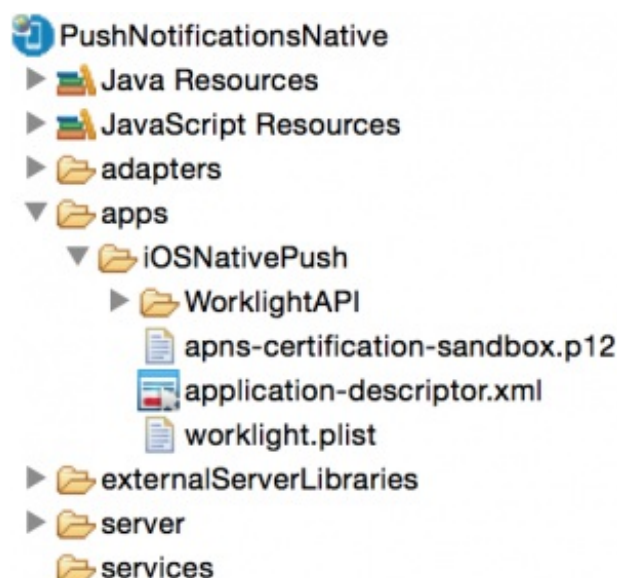 PushNotificationsNative
Java Resources
JavaScript Resources
adapters
apps
iOSNativePush
WorklightAPI
apns-certification-sandbox.p12
application-descriptor.xml
worklight.plist
externalServerLibraries
server
services